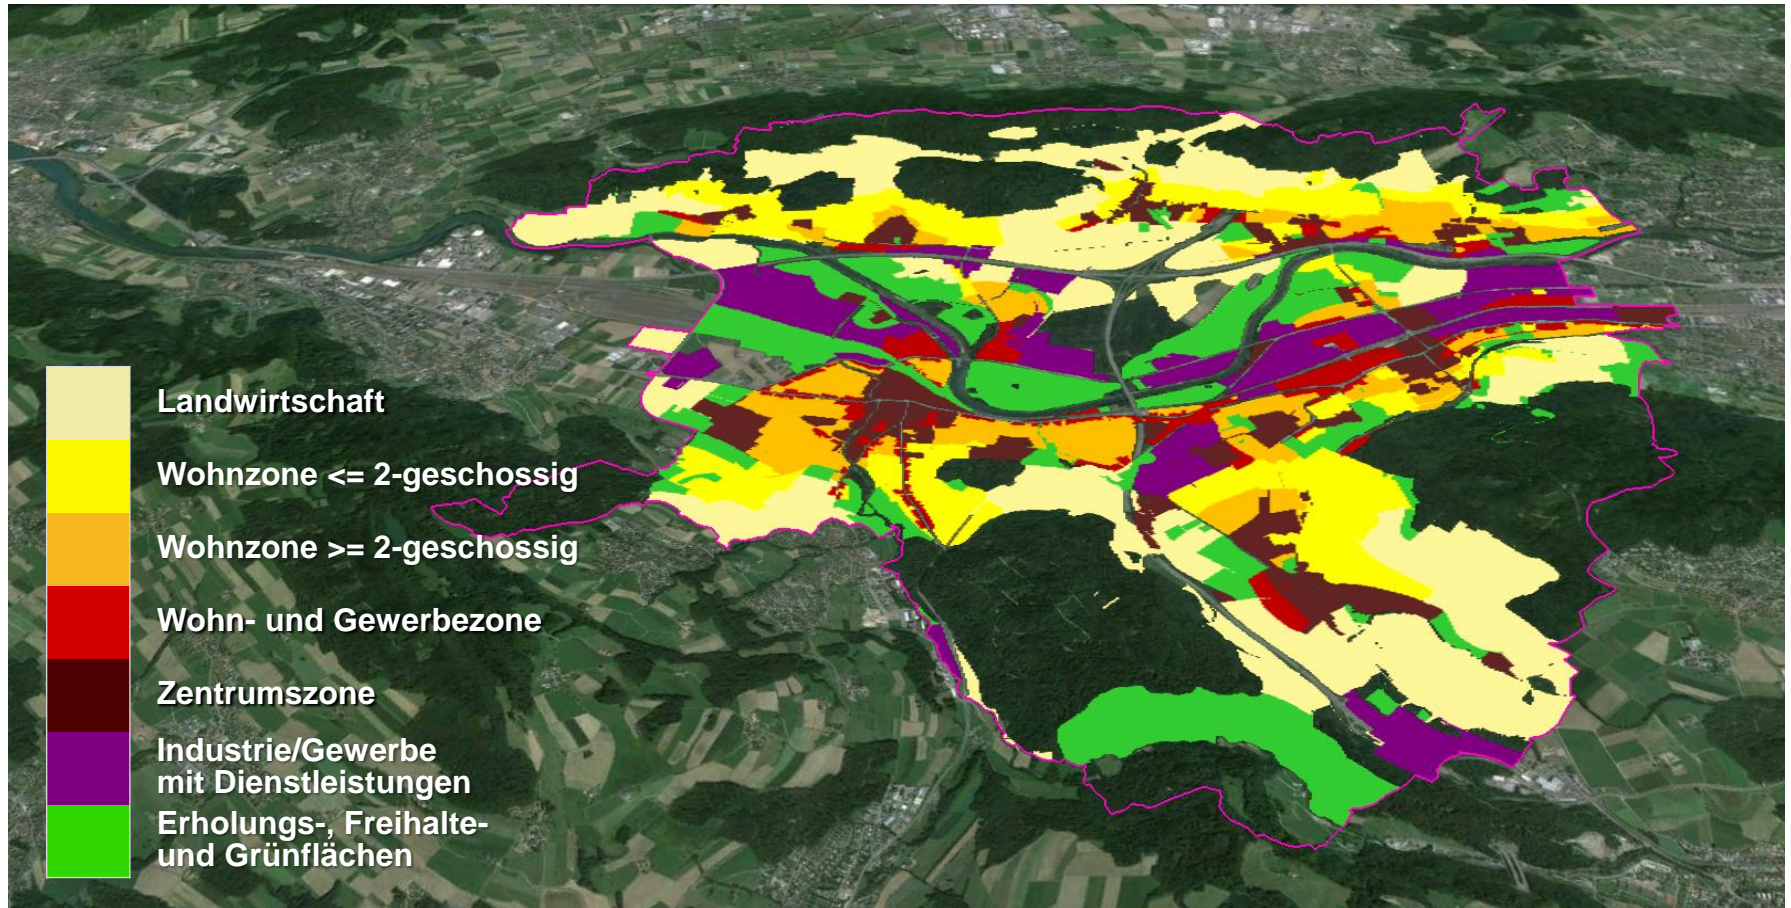 Landwirtschaft
Wohnzone <= 2-geschossig
Wohnzone >= 2-geschossig
Wohn- und Gewerbezone
Zentrumszone
Industrie/Gewerbe
mit Dienstleistungen
Erholungs-, Freihalte-
und Grünflächen